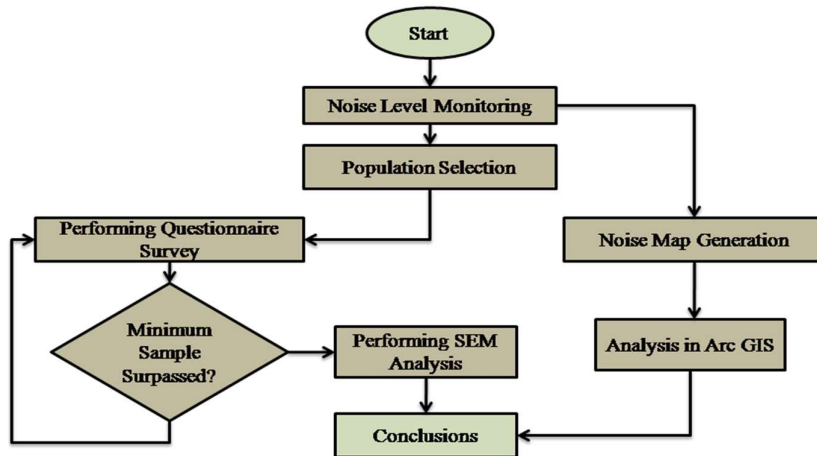 Start
Noise Level Monitoring
Population Selection
Performing Questionnaire
Survey
Noise Map Generation
Minimum
Sample
Surpassed?
Performing SEM
Analysis
Analysis in Arc GIS
Conclusions